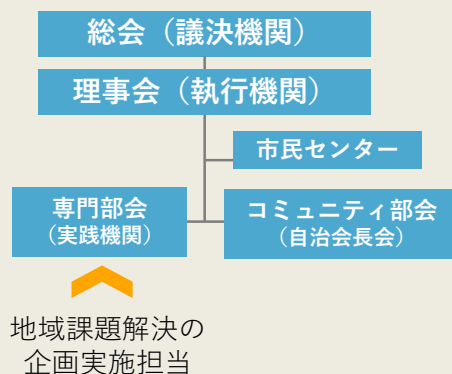 総会（議決機関）
理事会（執行機関）
市民センター
専門部会
（実践機関）
コミュニティ部会
（自治会長会）
地域課題解決の
企画実施担当